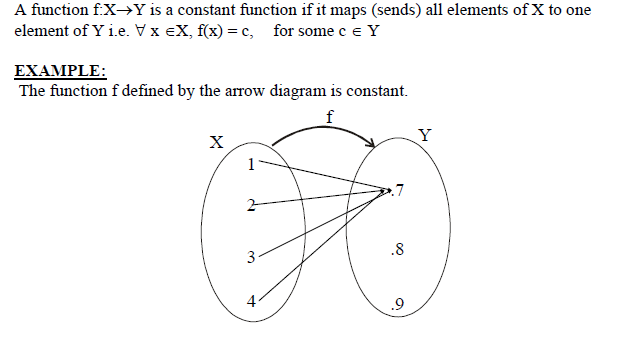 A function f:X→Y is a constant function if it maps (sends) all elements of X to one
element of Y i.e. ∀ x ϵX, f(x) = c, for some c ϵ Y
EXAMPLE:
The function f defined by the arrow diagram is constant.
f
X Y
1
.7
2
.8
3
4
.9